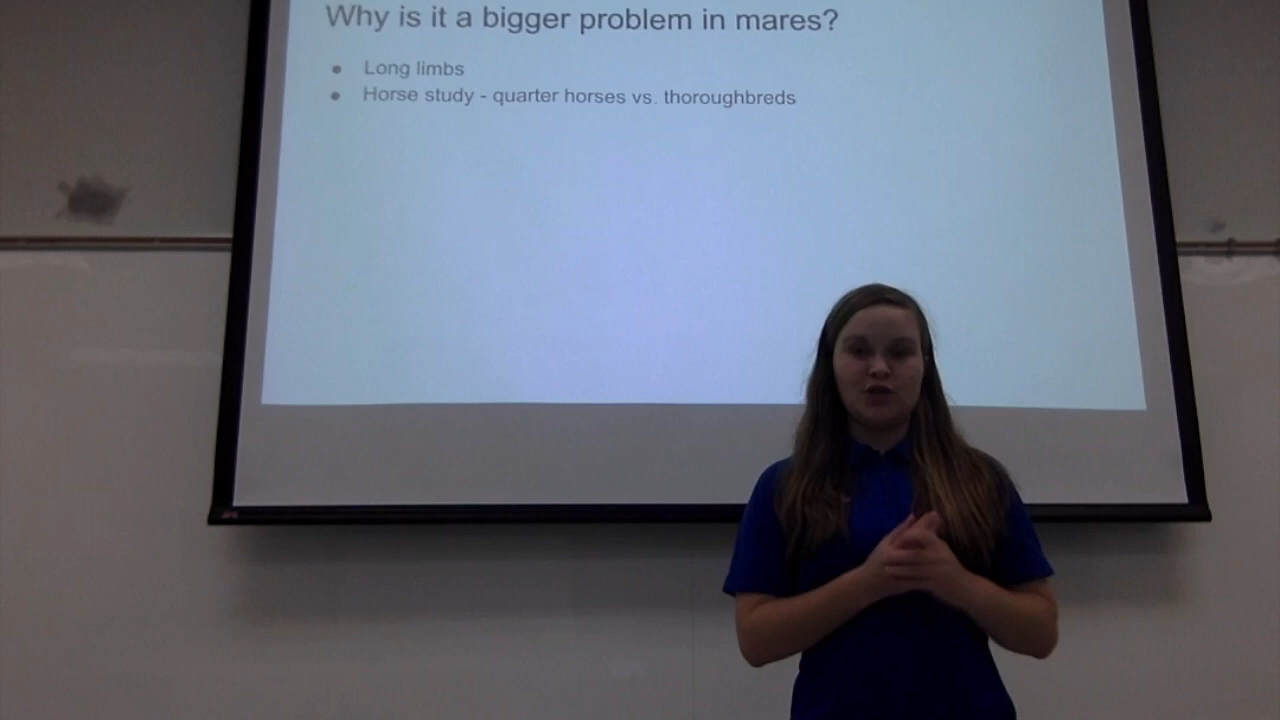 Why is it a bigger problem in mares?
● Long limbs
● Horse study - quarter horses vs. thoroughbreds